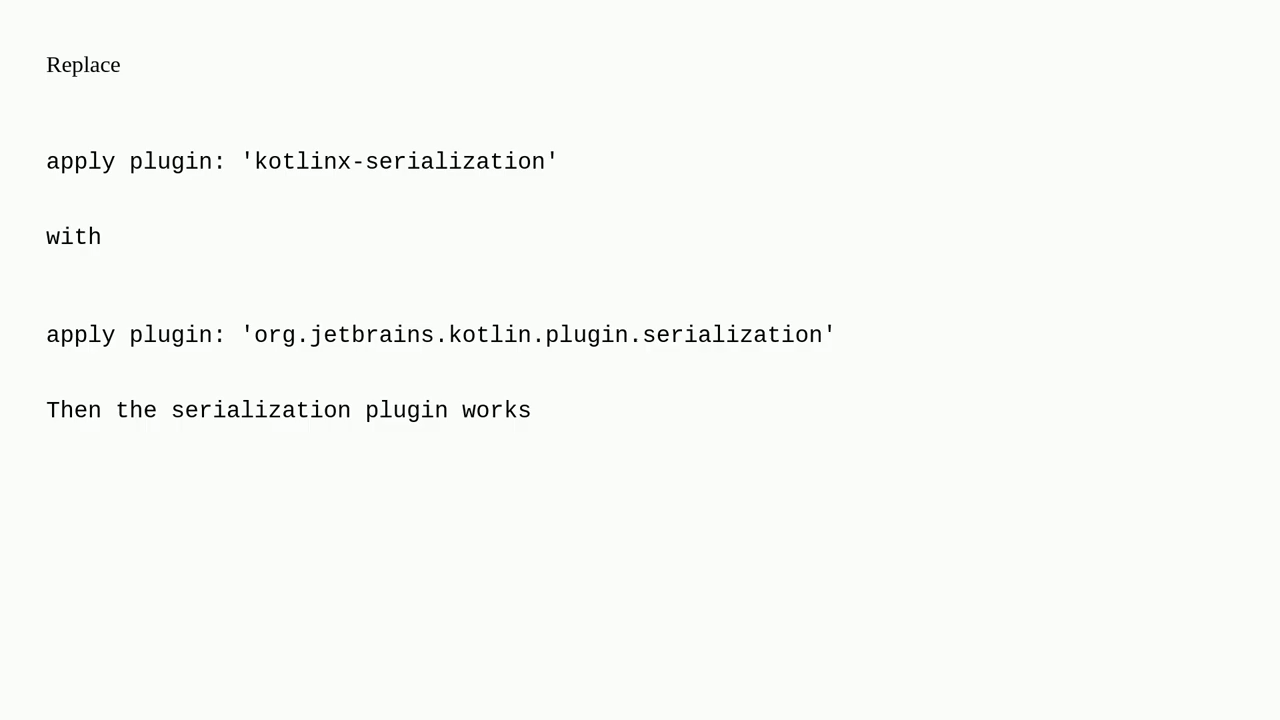 Replace
apply plugin: 'kotlinx-serialization'
with
apply plugin: 'org.jetbrains.kotlin.plugin.serialization'
Then the serialization plugin works